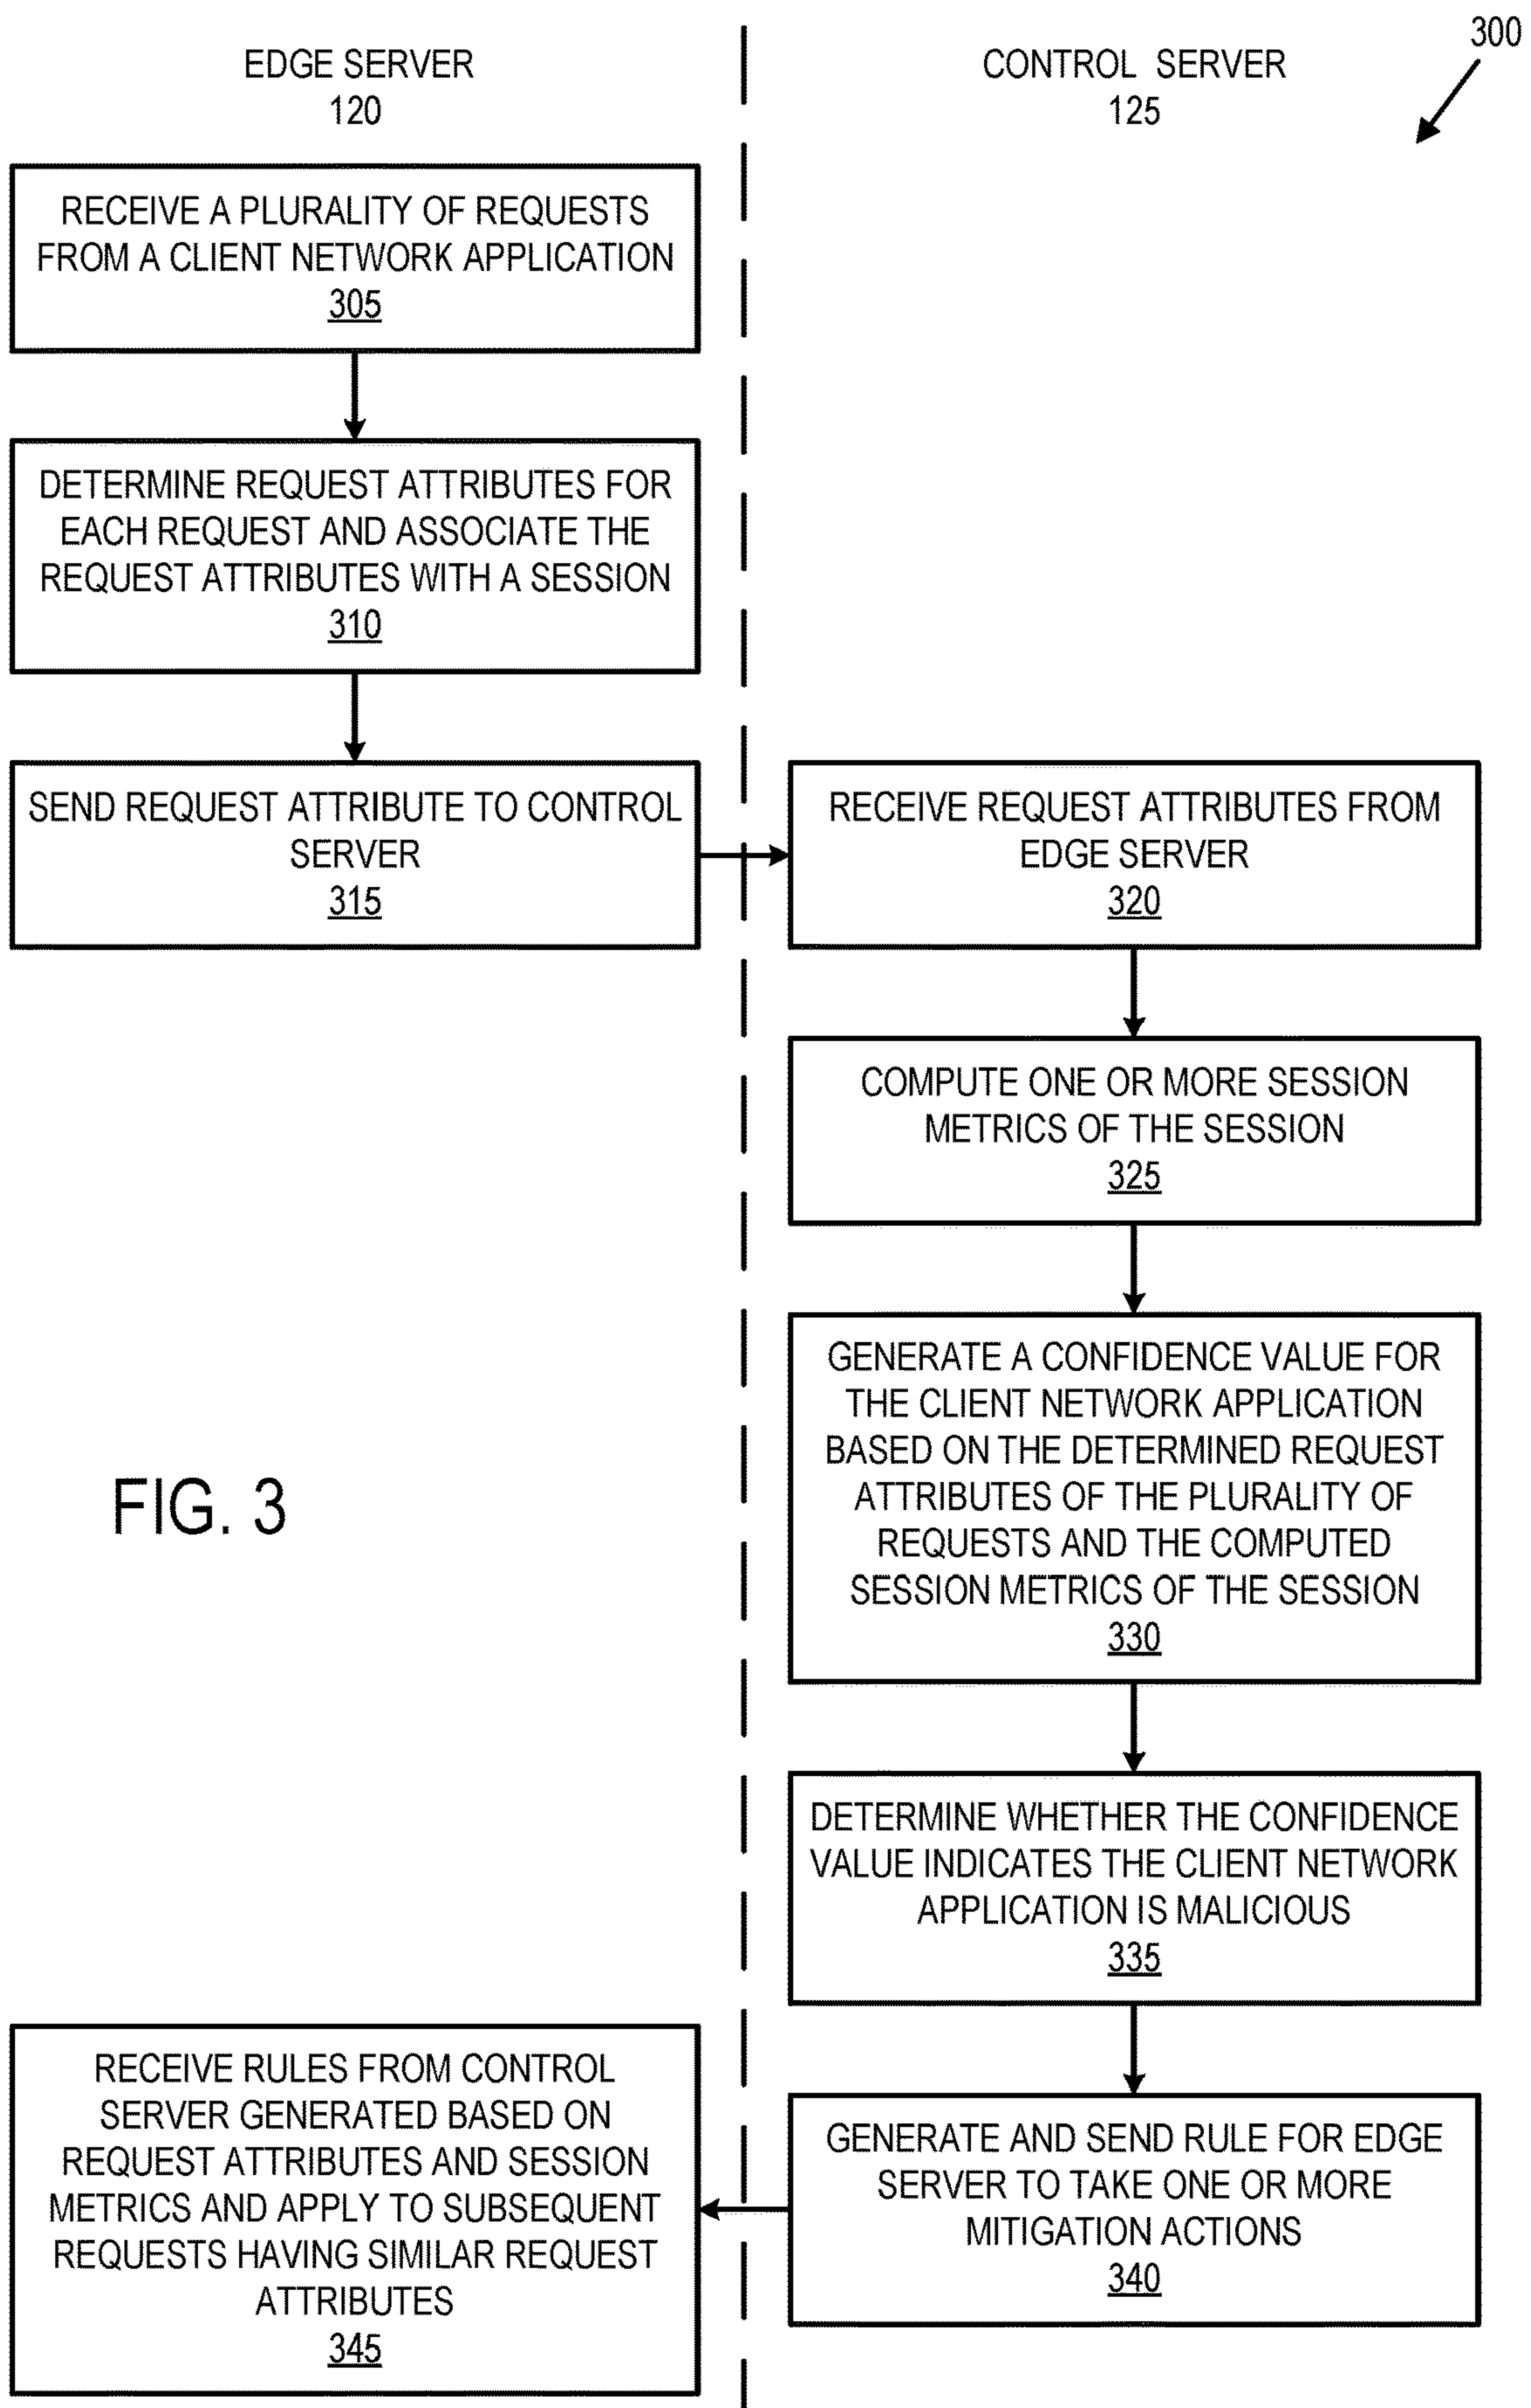 300
EDGE SERVER
120
CONTROL SERVER
125
RECEIVE A PLURALITY OF REQUESTS
FROM A CLIENT NETWORK APPLICATION
305
DETERMINE REQUEST ATTRIBUTES FOR
EACH REQUEST AND ASSOCIATE THE
REQUEST ATTRIBUTES WITH A SESSION
310
SEND REQUEST ATTRIBUTE TO CONTROL
SERVER
315
RECEIVE REQUEST ATTRIBUTES FROM
EDGE SERVER
320
COMPUTE ONE OR MORE SESSION
METRICS OF THE SESSION
325
GENERATE A CONFIDENCE VALUE FOR
THE CLIENT NETWORK APPLICATION
BASED ON THE DETERMINED REQUEST
ATTRIBUTES OF THE PLURALITY OF
REQUESTS AND THE COMPUTED
SESSION METRICS OF THE SESSION
330
FIG. 3
DETERMINE WHETHER THE CONFIDENCE
VALUE INDICATES THE CLIENT NETWORK
APPLICATION IS MALICIOUS
335
GENERATE AND SEND RULE FOR EDGE
SERVER TO TAKE ONE OR MORE
MITIGATION ACTIONS
340
RECEIVE RULES FROM CONTROL
SERVER GENERATED BASED ON
REQUEST ATTRIBUTES AND SESSION
METRICS AND APPLY TO SUBSEQUENT
REQUESTS HAVING SIMILAR REQUEST
ATTRIBUTES
345